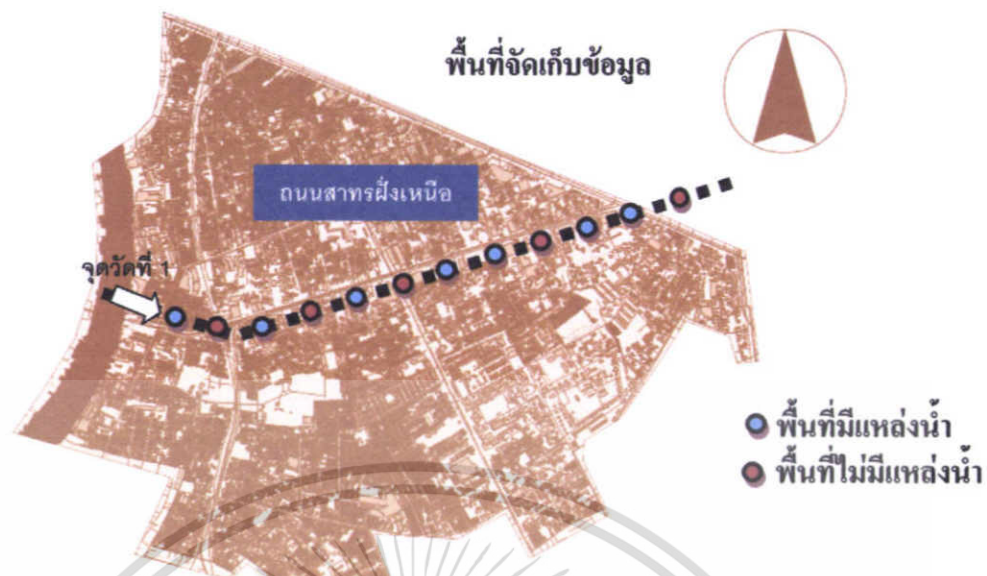 พื้นที่จัดเก็บข้อมูล
ถนนสาทรฝั่งเหนือ
จุดวัดที่ 1
พื้นที่มีแหล่งน้ำ
พื้นที่ไม่มีแหล่งน้ำ